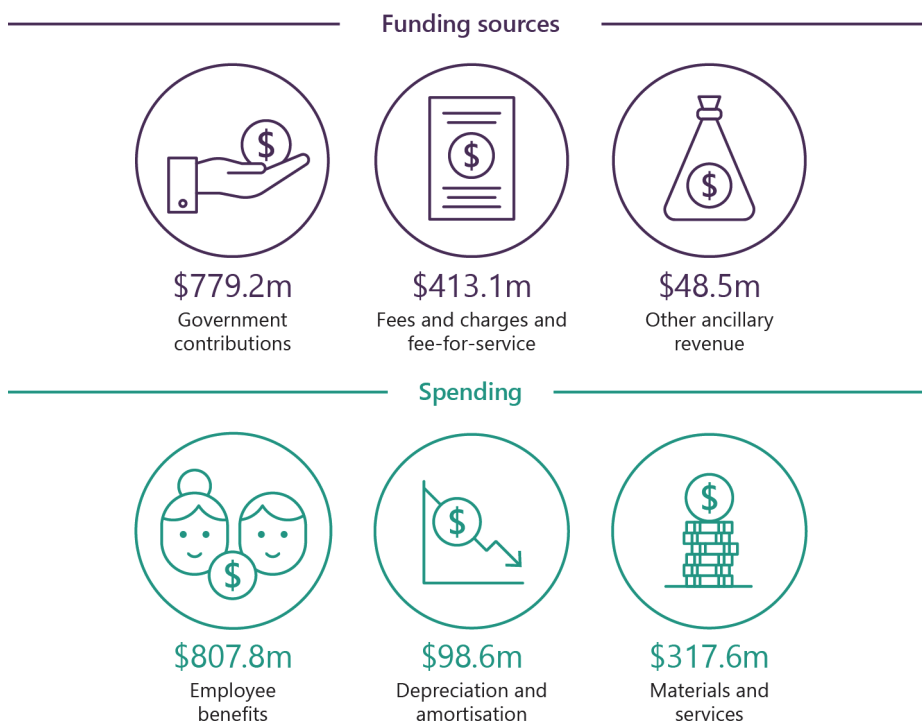 Funding sources
$
$
$
$779.2m
$413.1m
$48.5m
Government
contributions
Fees and charges and
fee-for-service
Other ancillary
revenue
Spending
$
$
$
$807.8m
$98.6m
$317.6m
Employee
benefits
Depreciation and
amortisation
Materials and
services